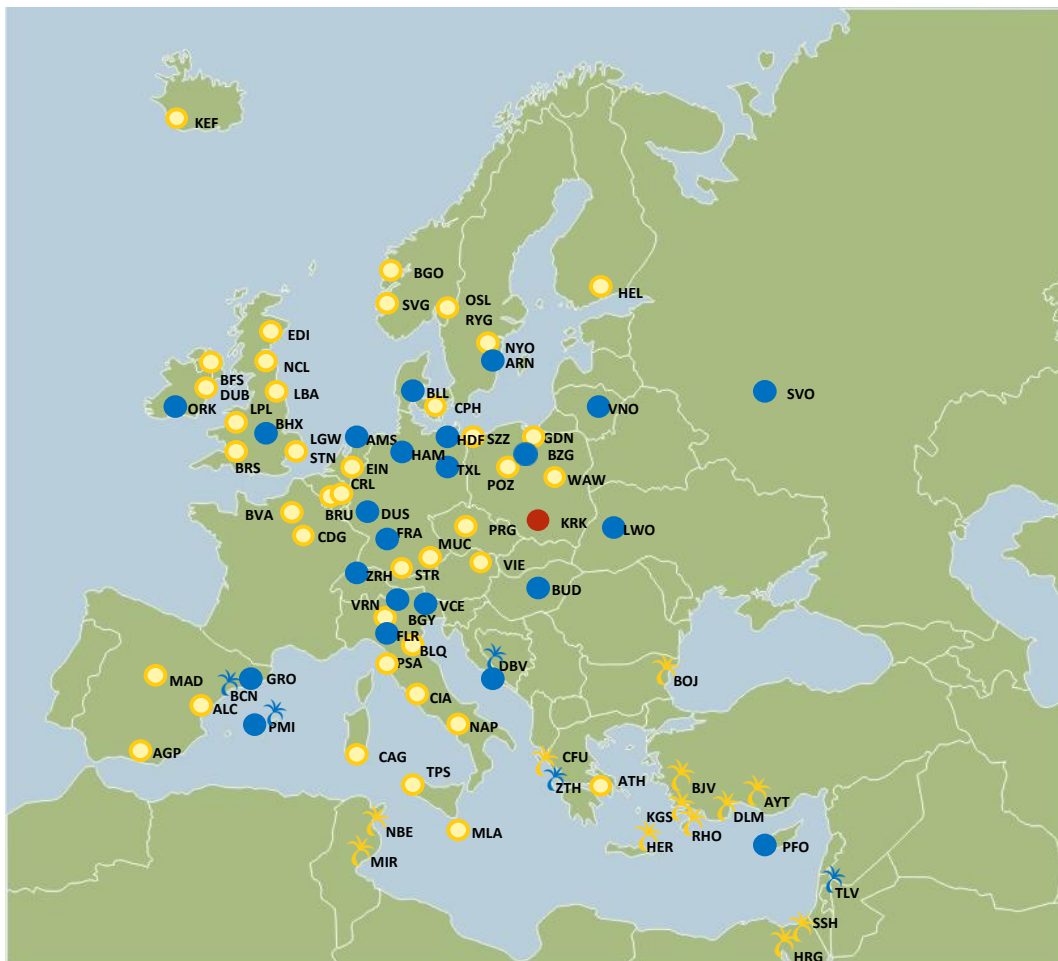 KEF
BGO
HEL
SVG
OSL
RYG
EDI
NYO
ARN
NCL
BFS
DUB
LBA
BLL
SVO
ORK
LPL
CPH
VNO
BHX
LGW
AMS
HDF
SZZ
GDN
STN
HAM
BZG
BRS
EIN
TXL
POZ
WAW
CRL
BVA
BRU
DUS
CDG
FRA
PRG
KRK
LWO
MUC
VIE
ZRH
STR
BUD
VRN
BGY
VCE
FLR
BLQ
PSA
DBV
MAD
BCN
GRO
BOJ
ALC
CIA
PMI
NAP
AGP
CAG
CFU
TPS
ZTH
ATH
BJV
AYT
NBE
MLA
KGS
DLM
RHO
HER
PFO
MIR
TLV
SSH
HRG